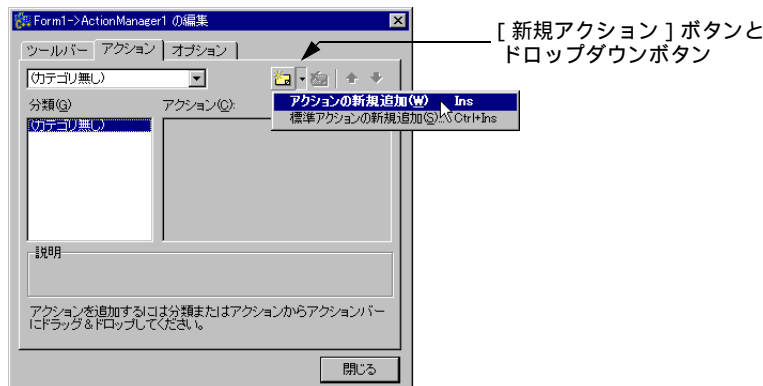 Form1->ActionManager1 の編集
[ 新規アクション ] ボタンと
ドロップダウンボタン
ツールバー アクション オプション
(カテゴリ無し)
アクションの新規追加(W) Ins
標準アクションの新規追加(S)... Ctrl+Ins
分類(G) アクション(C):
(カテゴリ無し)
説明
アクションを追加するには分類またはアクションからアクションバー
にドラッグ&ドロップしてください。
閉じる